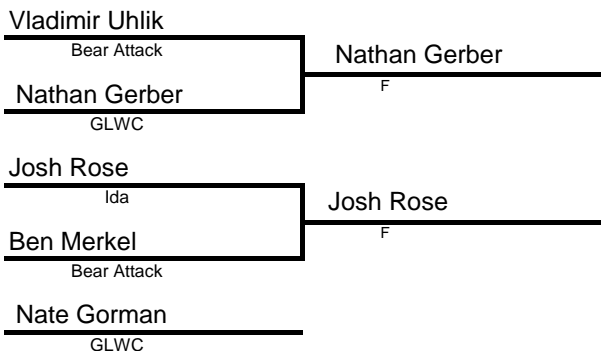 Vladimir Uhlik
Bear Attack
Nathan Gerber
F
Nathan Gerber
GLWC
Josh Rose
Ida
Josh Rose
F
Ben Merkel
Bear Attack
Nate Gorman
GLWC